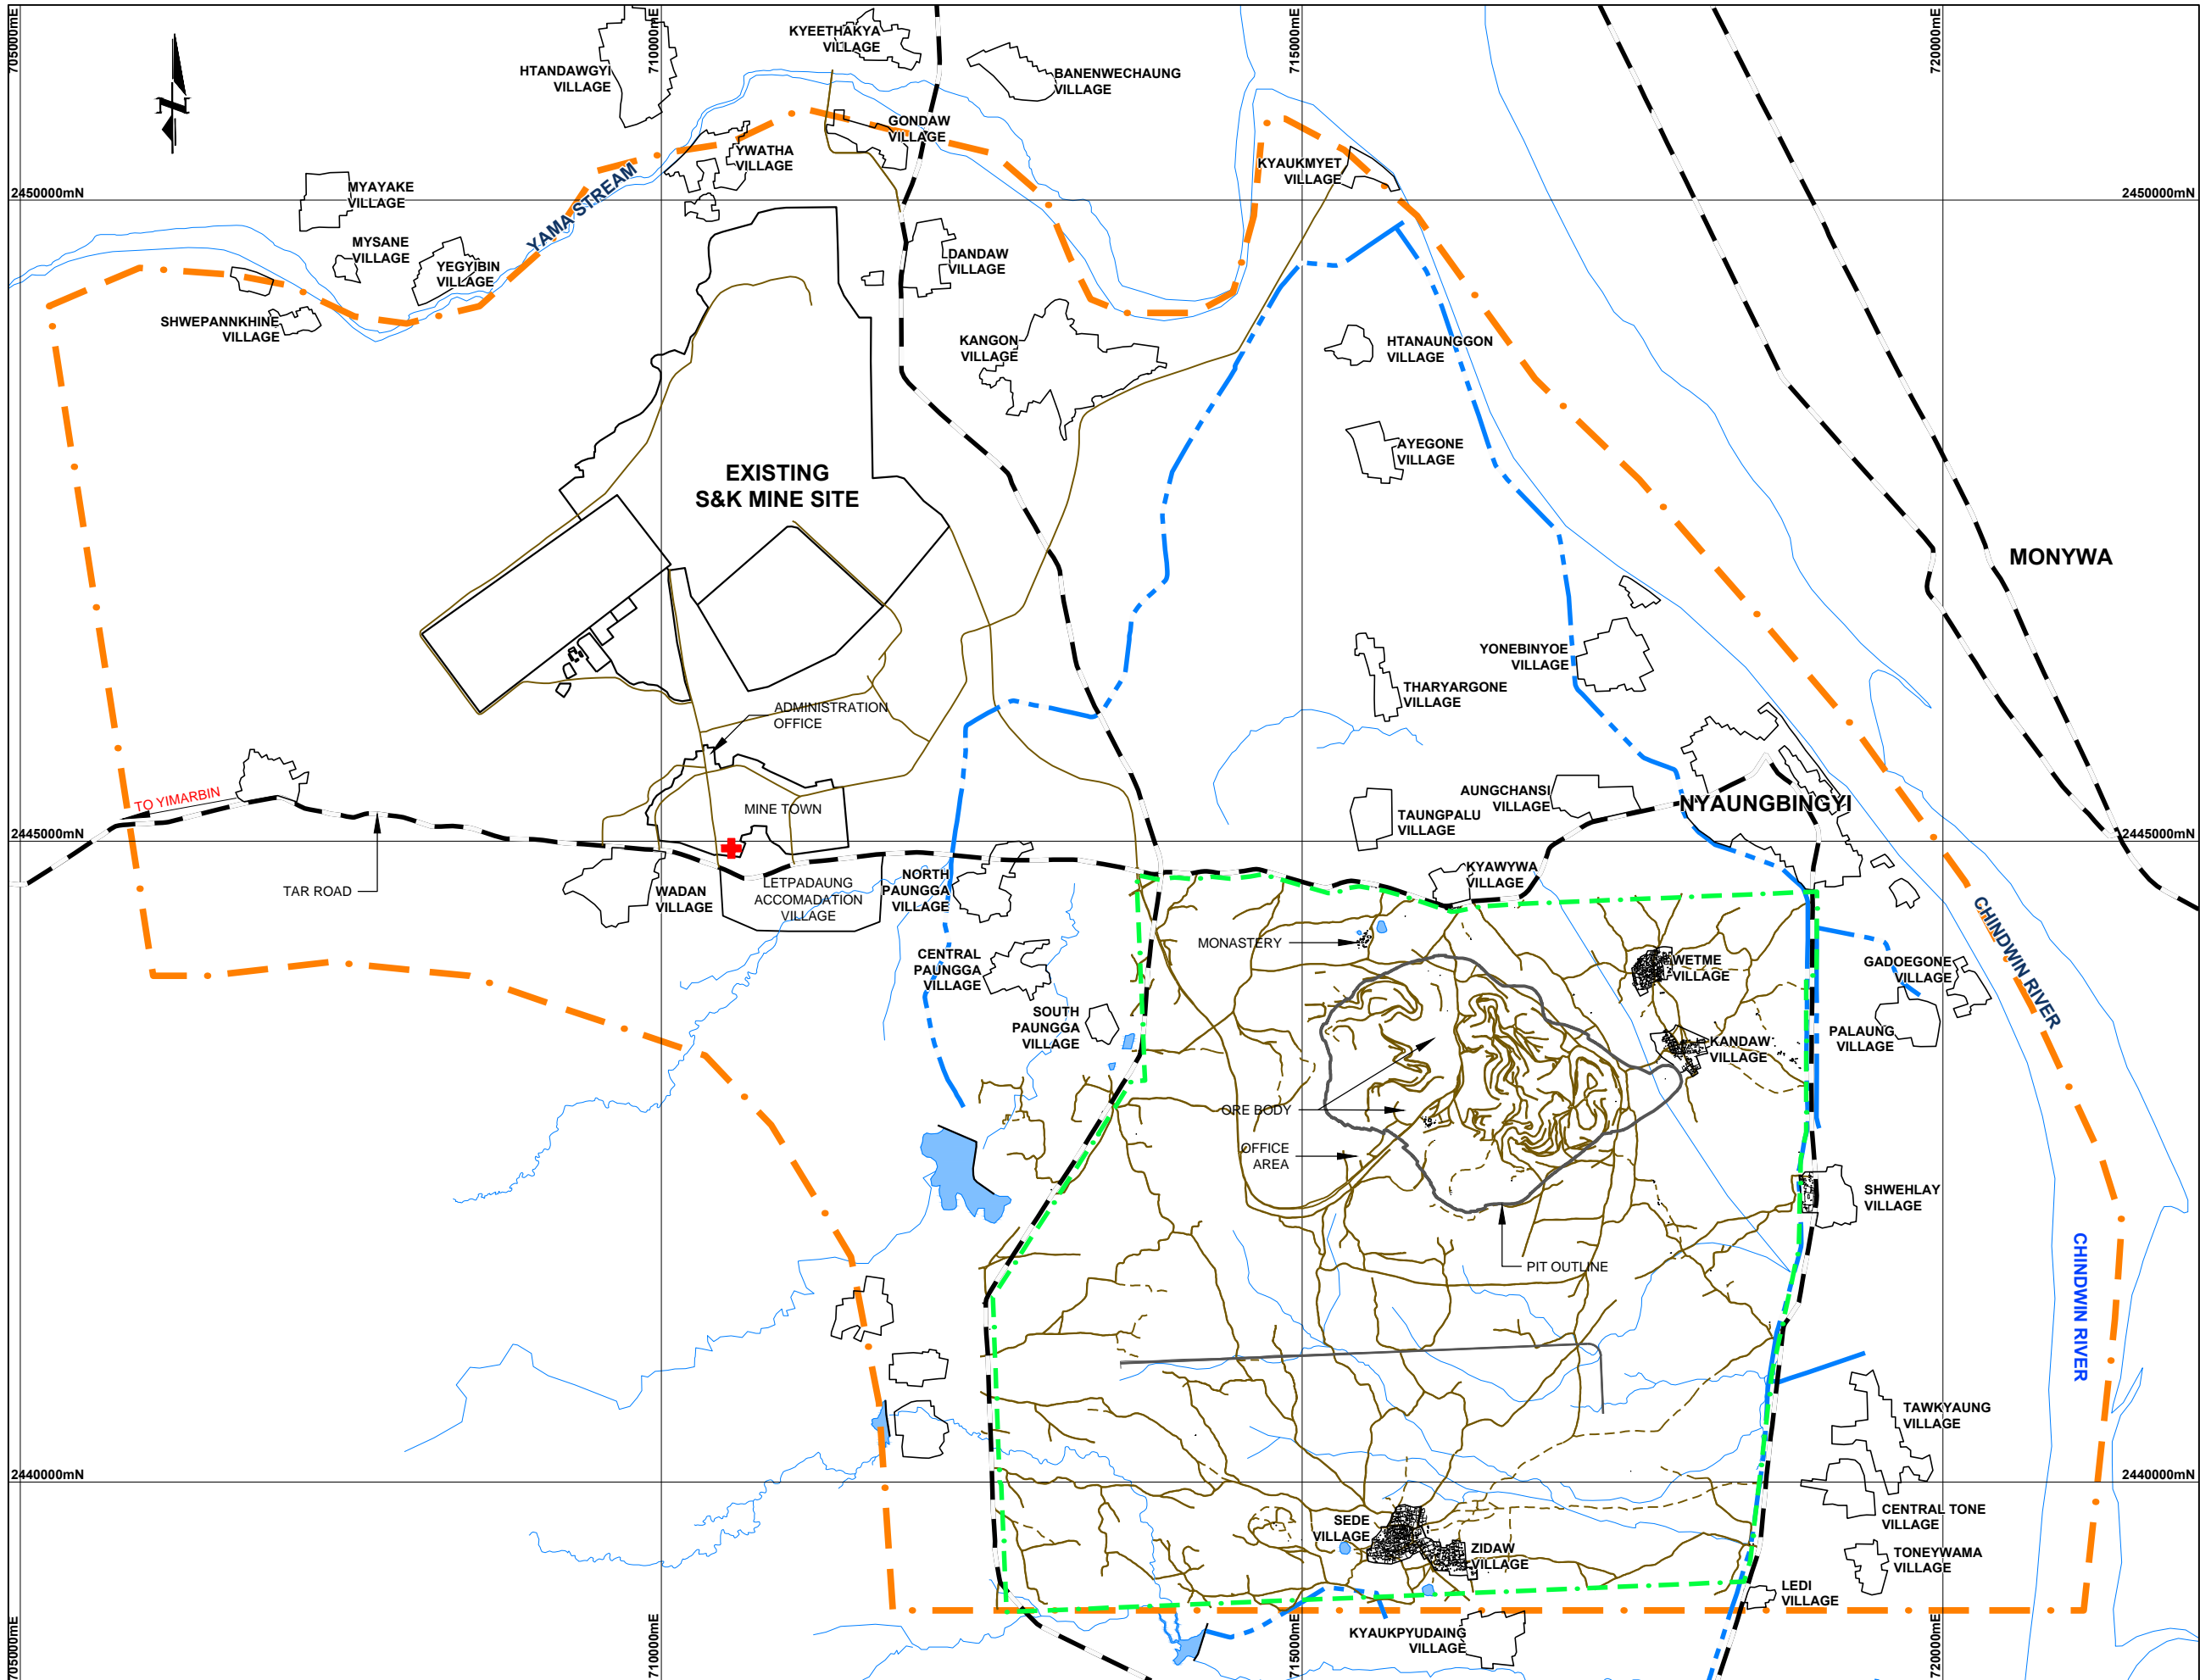 705000mE
710000mE
715000mE
720000mE
KYEETHAKYA
VILLAGE
HTANDAWGYI
VILLAGE
BANENWECHAUNG
VILLAGE
N
GONDAW
VILLAGE
YWATHA
VILLAGE
KYAUKMYET
VILLAGE
2450000mN
2450000mN
MYAYAKE
VILLAGE
YAMA STREAM
MYSANE
VILLAGE
YEGYIBIN
VILLAGE
DANDAW
VILLAGE
SHWEPANNKHINE
VILLAGE
KANGON
VILLAGE
HTANAUNGGON
VILLAGE
AYEGONE
VILLAGE
EXISTING
S&K MINE SITE
MONYWA
YONEBINYOE
VILLAGE
THARYARGONE
VILLAGE
ADMINISTRATION
OFFICE
TO YIMARBIN
MINE TOWN
AUNGCHANSI
VILLAGE
NYAUNGBINGYI
TAUNGPALU
VILLAGE
2445000mN
2445000mN
TAR ROAD
WADAN
VILLAGE
LETPADAUNG
ACCOMADATION
VILLAGE
NORTH
PAUNGGA
VILLAGE
KYAWYWA
VILLAGE
CHINDWIN RIVER
MONASTERY
CENTRAL
PAUNGGA
VILLAGE
WETME
VILLAGE
GADOEGONE
VILLAGE
SOUTH
PAUNGGA
VILLAGE
PALAUNG
VILLAGE
KANDAW
VILLAGE
ORE BODY
OFFICE
AREA
SHWEHLAY
VILLAGE
PIT OUTLINE
CHINDWIN RIVER
TAWKYAUNG
VILLAGE
2440000mN
2440000mN
CENTRAL TONE
VILLAGE
SEDE
VILLAGE
ZIDAW
VILLAGE
TONEYWAMA
VILLAGE
LEDI
VILLAGE
KYAUKPYUDAING
VILLAGE
705000mE
710000mE
715000mE
720000mE